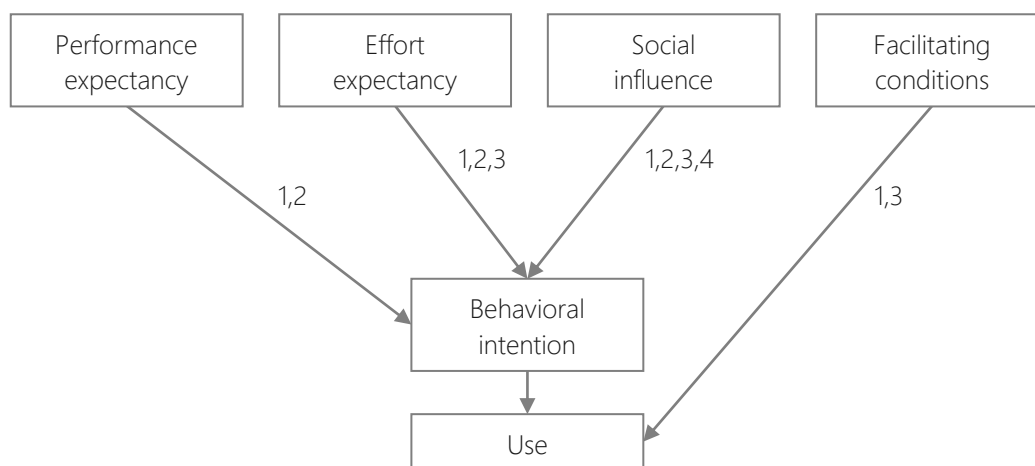 Performance
expectancy
Effort
expectancy
Social
influence
Facilitating
conditions
1,2
1,2,3
1,2,3,4
1,3
Behavioral
intention
Use